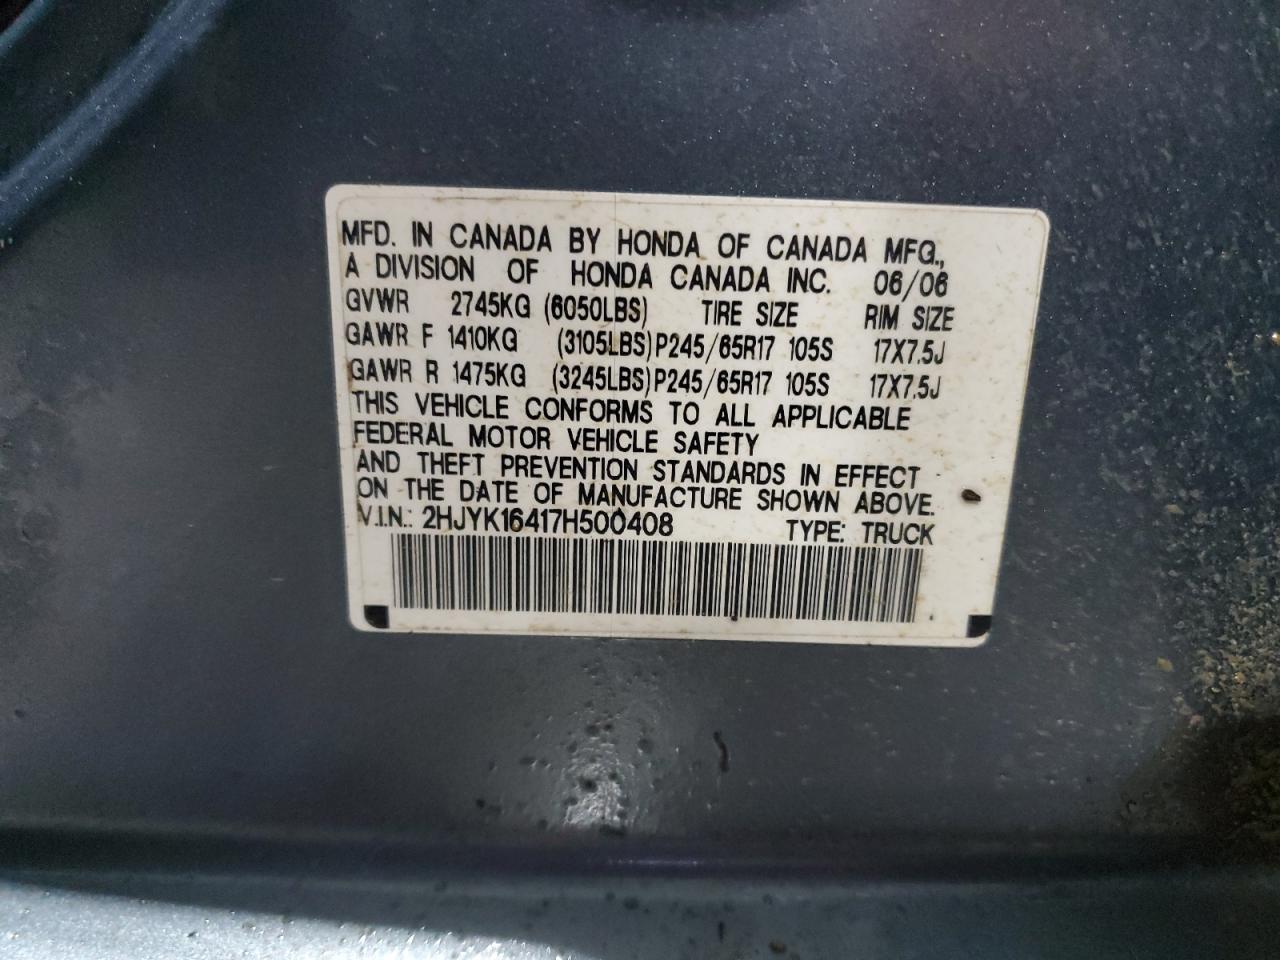 MFD. IN CANADA BY HONDA OF CANADA MFG.,
A DIVISION OF HONDA CANADA INC. 06/06
GVWR 2745KG (6050LBS) TIRE SIZE RIM SIZE
GAWR F 1410KG (3105LBS) P245/65R17 105S 17X7.5J
GAWR R 1475KG (3245LBS) P245/65R17 105S 17X7.5J
THIS VEHICLE CONFORMS TO ALL APPLICABLE
FEDERAL MOTOR VEHICLE SAFETY
AND THEFT PREVENTION STANDARDS IN EFFECT
ON THE DATE OF MANUFACTURE SHOWN ABOVE.
V.I.N.: 2HJYK16417H500408 TYPE: TRUCK